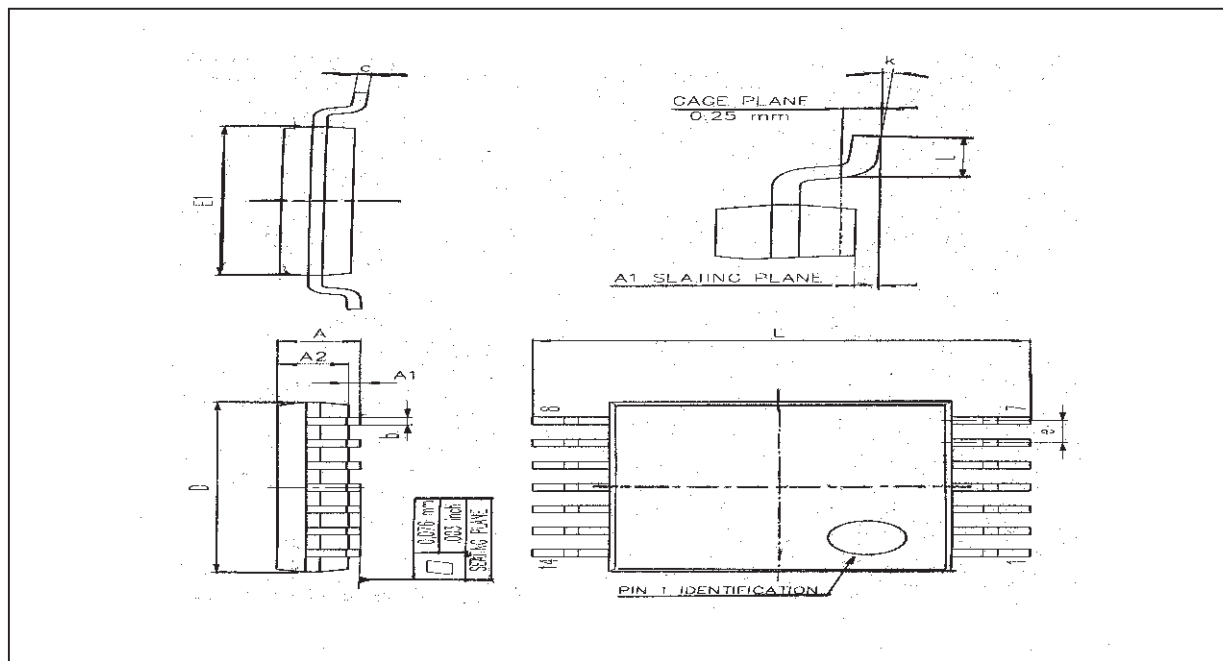 c
k
GAGE PLANE
0.25 mm
E1
L
A1 SEATING PLANE
A
A2
A1
b
D
0,076 mm
.003 inch
SEATING PLANE
E
8
7
e
14
1
PIN 1 IDENTIFICATION